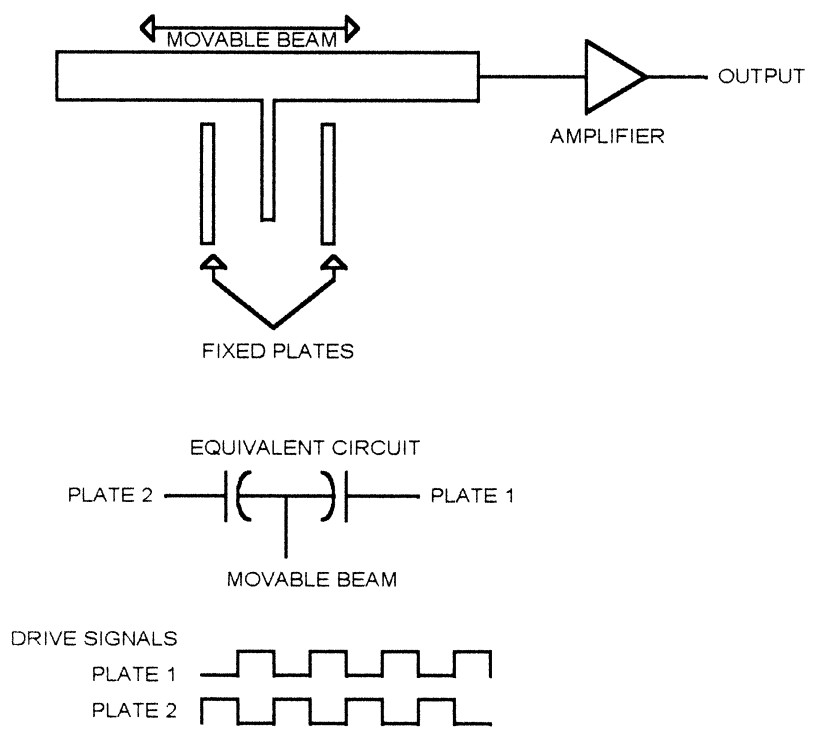 MOVABLE BEAM
OUTPUT
AMPLIFIER
FIXED PLATES
EQUIVALENT CIRCUIT
PLATE 2
PLATE 1
MOVABLE BEAM
DRIVE SIGNALS
PLATE 1
PLATE 2